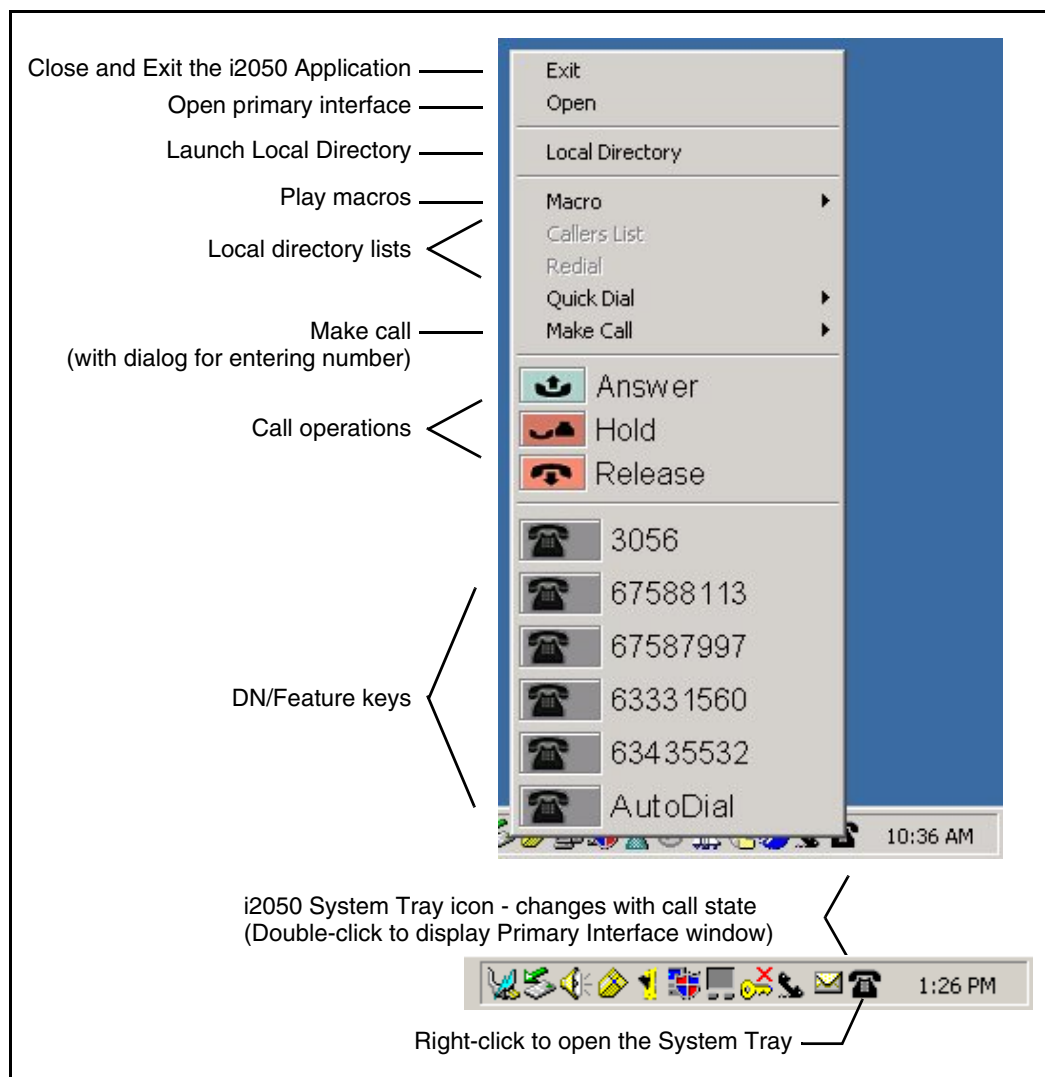 Close and Exit the i2050 Application
Open primary interface
Launch Local Directory
Play macros
Local directory lists
Make call
(with dialog for entering number)
Call operations
DN/Feature keys
Exit
Open
Local Directory
Macro
Callers List
Redial
Quick Dial
Make Call
Answer
Hold
Release
3056
67588113
67587997
63331560
63435532
AutoDial
10:36 AM
i2050 System Tray icon - changes with call state
(Double-click to display Primary Interface window)
1:26 PM
Right-click to open the System Tray